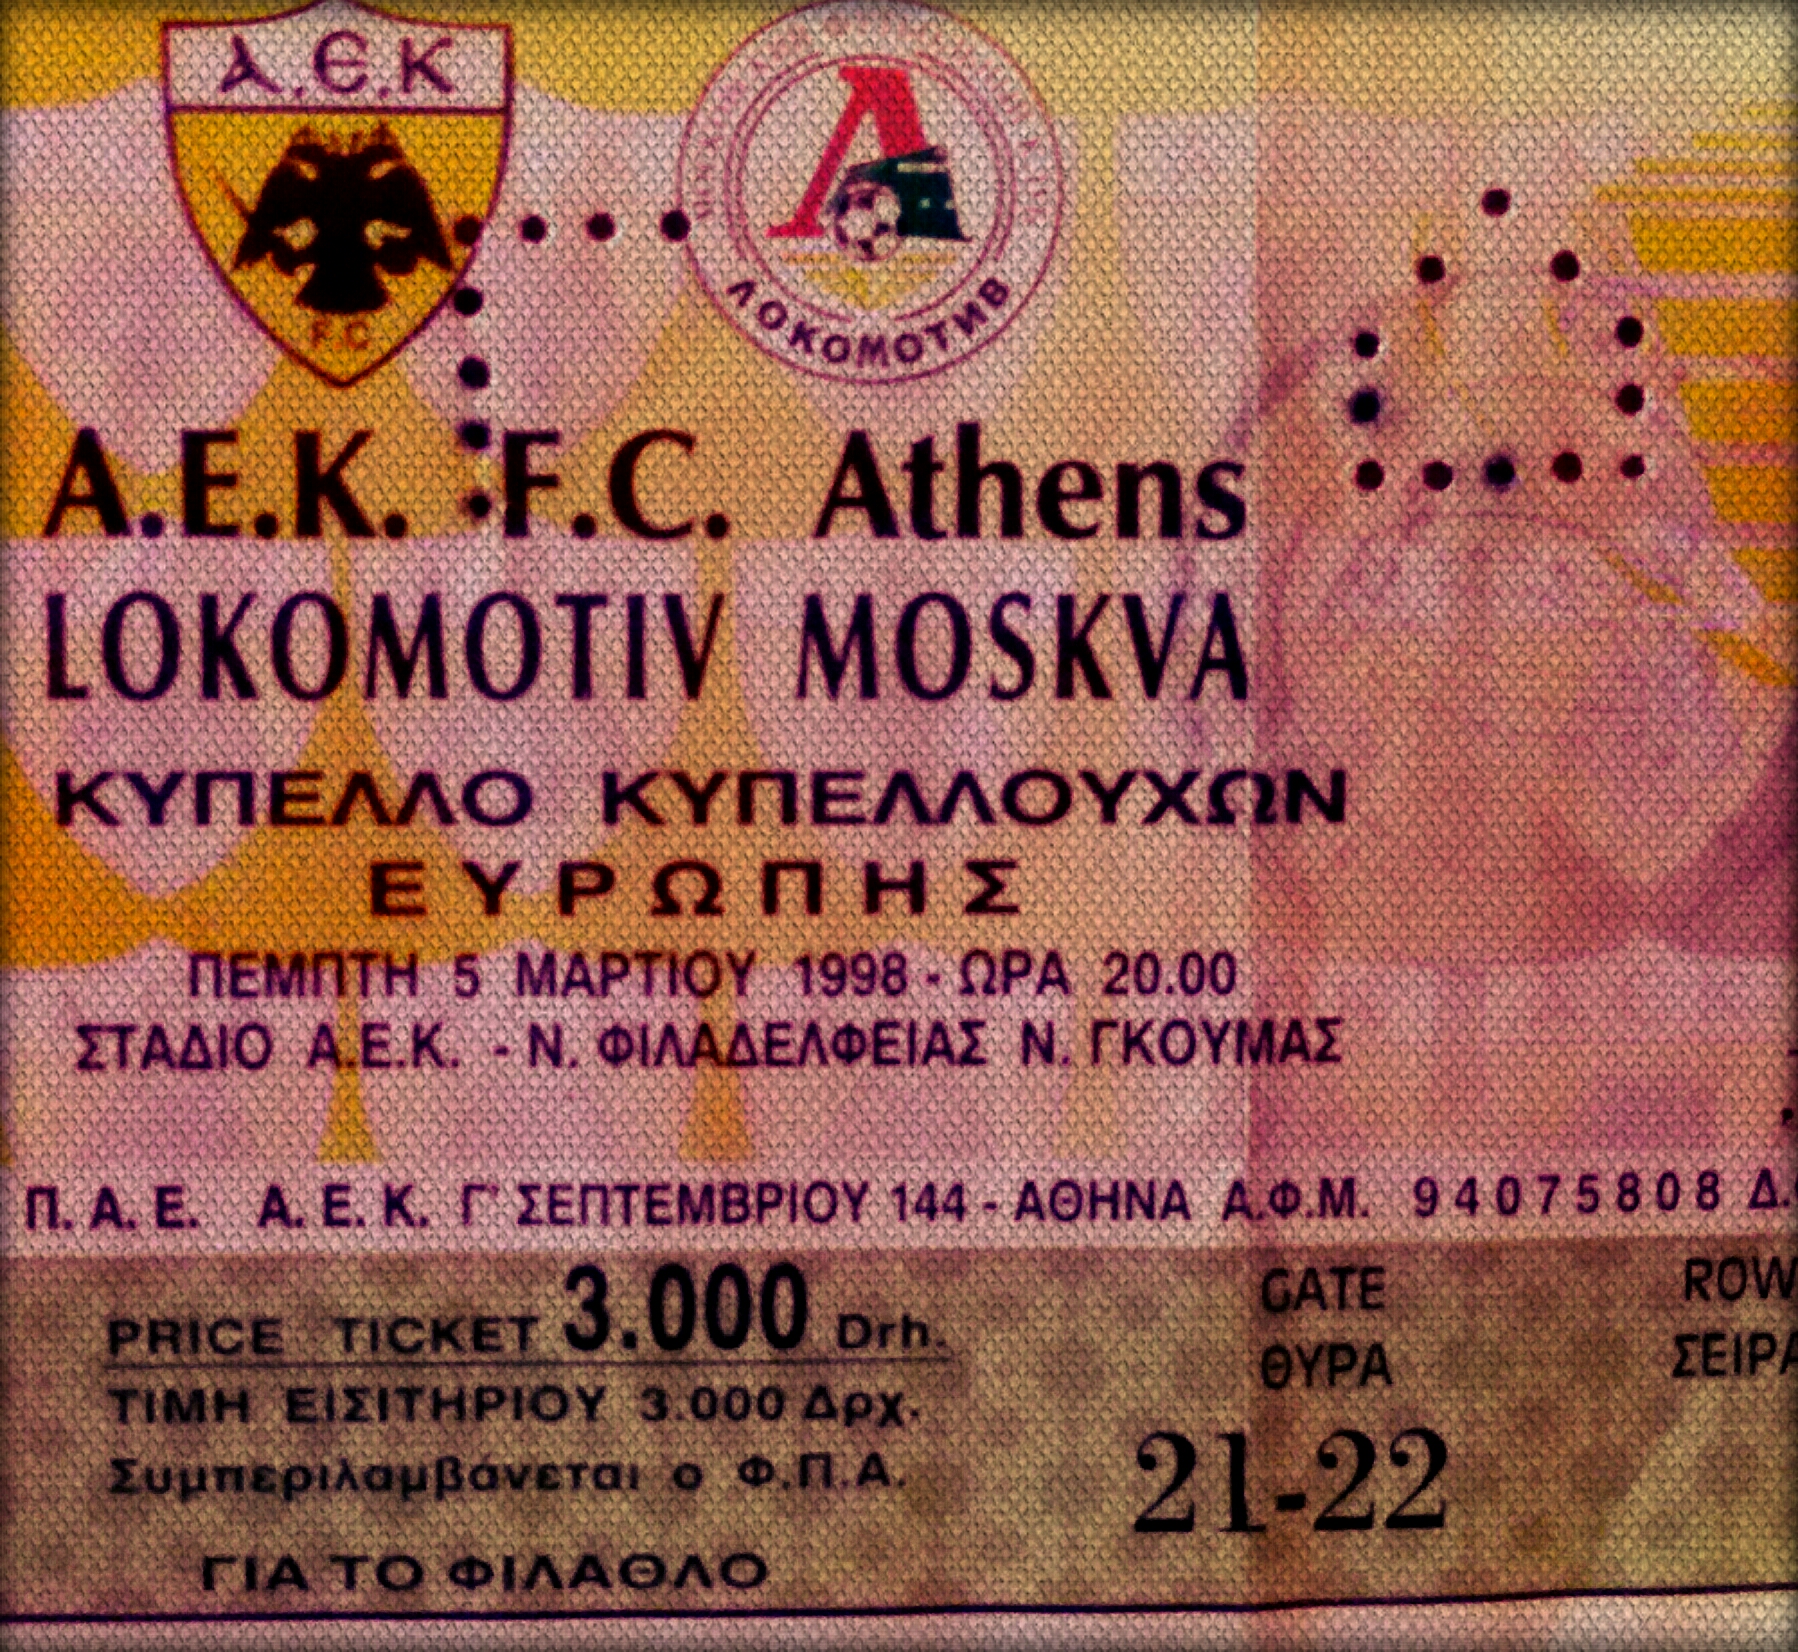 Α.Є.Κ
F.C
ЛОКОМОТИВ
A.E.K. F.C. Athens
LOKOMOTIV MOSKVA
ΚΥΠΕΛΛΟ ΚΥΠΕΛΛΟΥΧΩΝ
ΕΥΡΩΠΗΣ
ΠΕΜΠΤΗ 5 ΜΑΡΤΙΟΥ 1998 - ΩΡΑ 20.00
ΣΤΑΔΙΟ Α.Ε.Κ. - Ν. ΦΙΛΑΔΕΛΦΕΙΑΣ Ν. ΓΚΟΥΜΑΣ
Π. Α. Ε. Α. Ε. Κ. Γ' ΣΕΠΤΕΜΒΡΙΟΥ 144 - ΑΘΗΝΑ Α.Φ.Μ. 94075808 Δ.
PRICE TICKET 3.000 Drh.
GATE ROW
ΤΙΜΗ ΕΙΣΙΤΗΡΙΟΥ 3.000 Δρχ.
ΘΥΡΑ ΣΕΙΡΑ
Συμπεριλαμβάνεται ο Φ.Π.Α.
21-22
ΓΙΑ ΤΟ ΦΙΛΑΘΛΟ